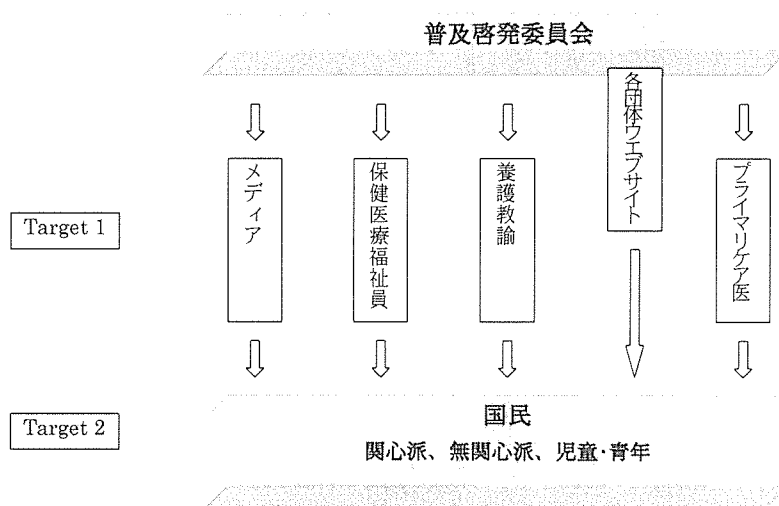 普及啓発委員会
Target 1
メディア
保健医療福祉員
養護教諭
各団体ウエブサイト
プライマリケア医
Target 2
国民
関心派、無関心派、児童・青年